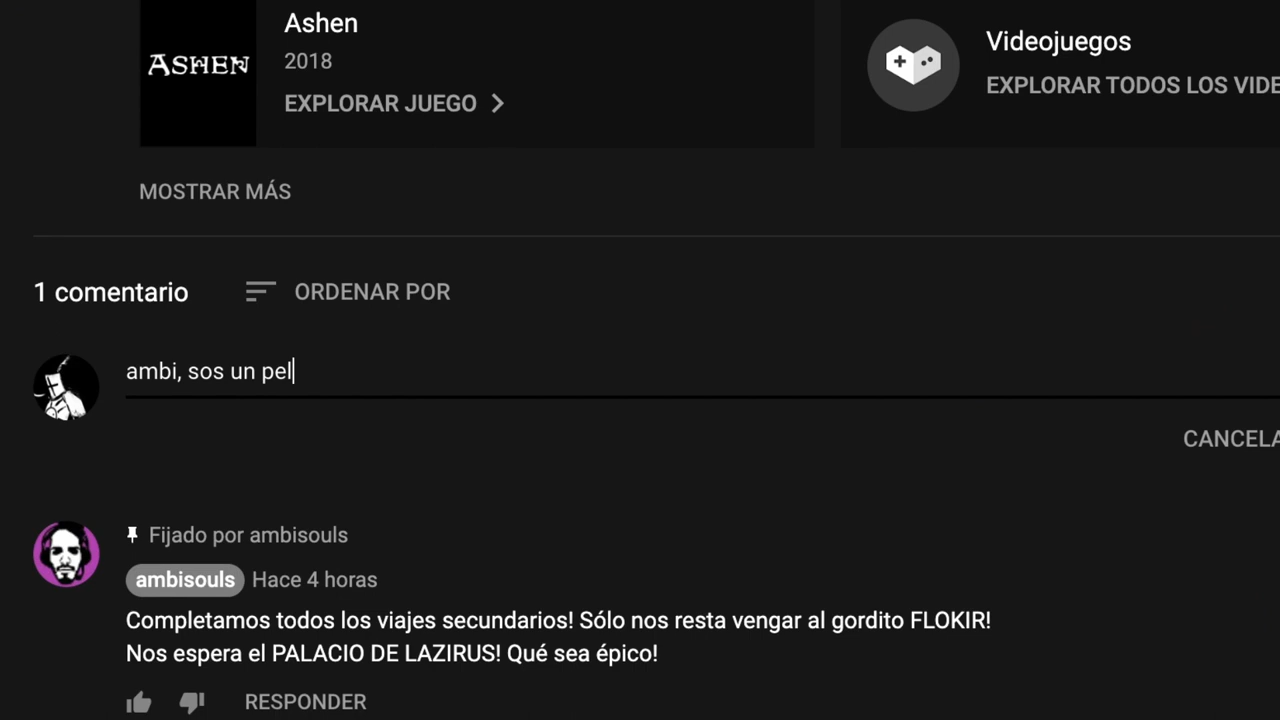 ASHEN
Ashen
2018
EXPLORAR JUEGO
Videojuegos
EXPLORAR TODOS LOS VIDE
MOSTRAR MÁS
1 comentario
ORDENAR POR
ambi, sos un pel
CANCELA
Fijado por ambisouls
ambisouls Hace 4 horas
Completamos todos los viajes secundarios! Sólo nos resta vengar al gordito FLOKIR!
Nos espera el PALACIO DE LAZIRUS! Qué sea épico!
RESPONDER